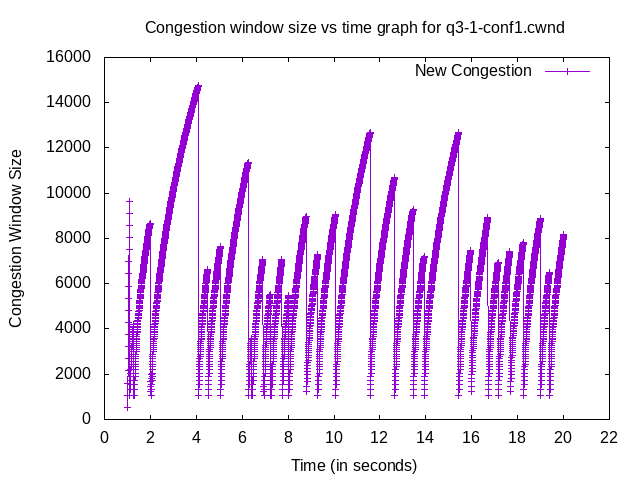 Congestion window size vs time graph for q3-1-conf1.cwnd
16000
14000
12000
10000
8000
6000
4000
2000
0
Congestion Window Size
New Congestion
0 2 4 6 8 10 12 14 16 18 20 22
Time (in seconds)